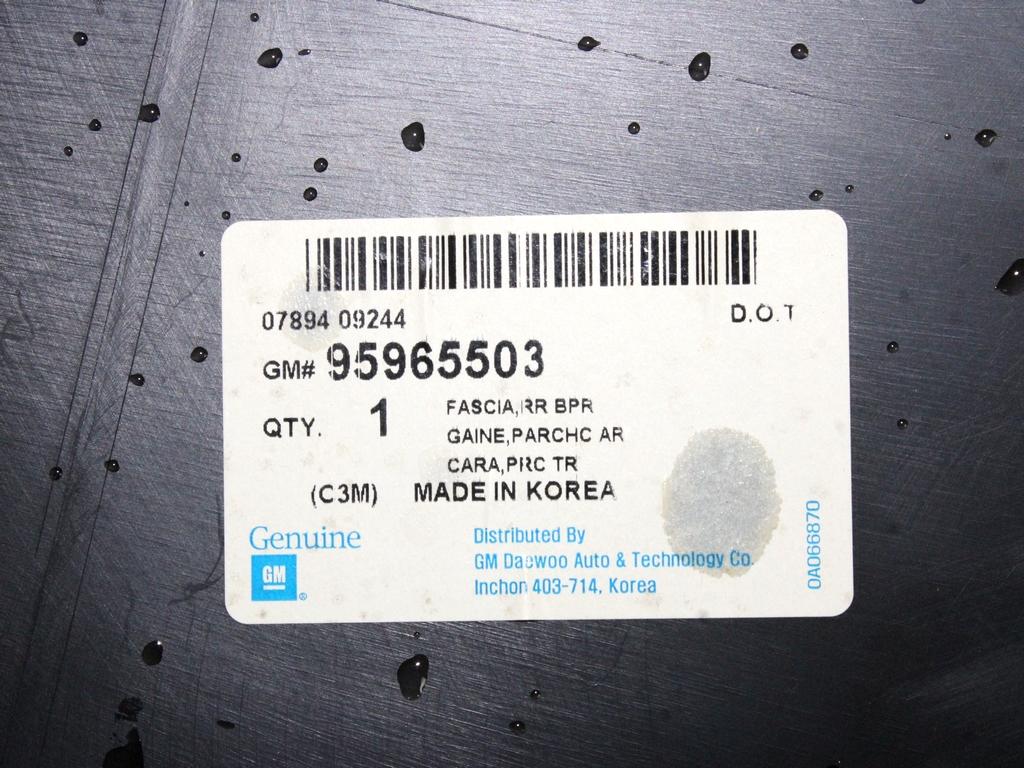 07894 09244
D.O.T
GM# 95965503
QTY. 1
FASCIA,RR BPR
GAINE,PARCHC AR
CARA,PRC TR
(C3M) MADE IN KOREA
Genuine
GM ®
Distributed By
GM Daewoo Auto & Technology Co.
Inchon 403-714, Korea
0A066870